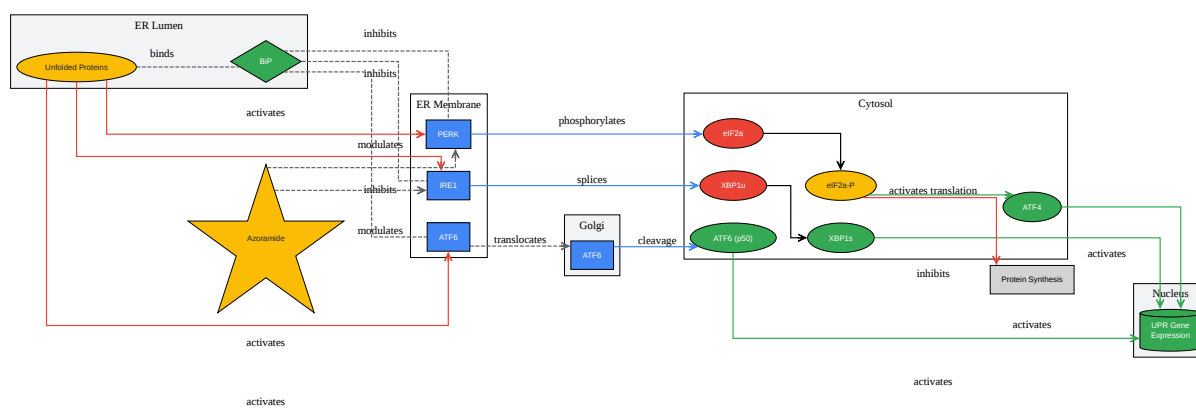 ER Lumen
Unfolded Proteins
binds
BiP
inhibits
inhibits
activates
modulates
inhibits
modulates
Azoramide
activates
activates
ER Membrane
PERK
IRE1
ATF6
phosphorylates
splices
translocates
Golgi
ATF6
cleavage
Cytosol
eIF2a
XBP1u
eIF2a-P
activates translation
ATF4
ATF6 (p50)
XBP1s
inhibits
Protein Synthesis
activates
activates
activates
Nucleus
UPR Gene
Expression